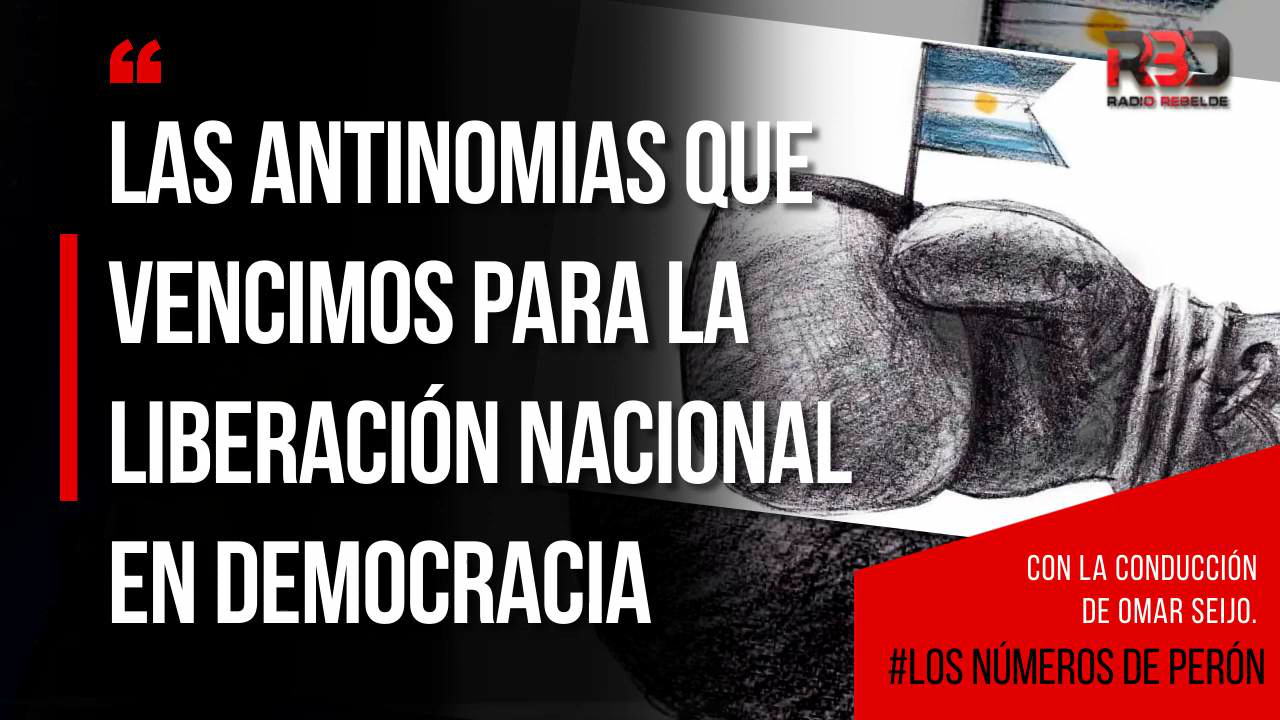 RBD
RADIO REBELDE
“
LAS ANTINOMIAS QUE
VENCIMOS PARA LA
LIBERACIÓN NACIONAL
EN DEMOCRACIA
CON LA CONDUCCIÓN
DE OMAR SEIJO.
#LOS NÚMEROS DE PERÓN